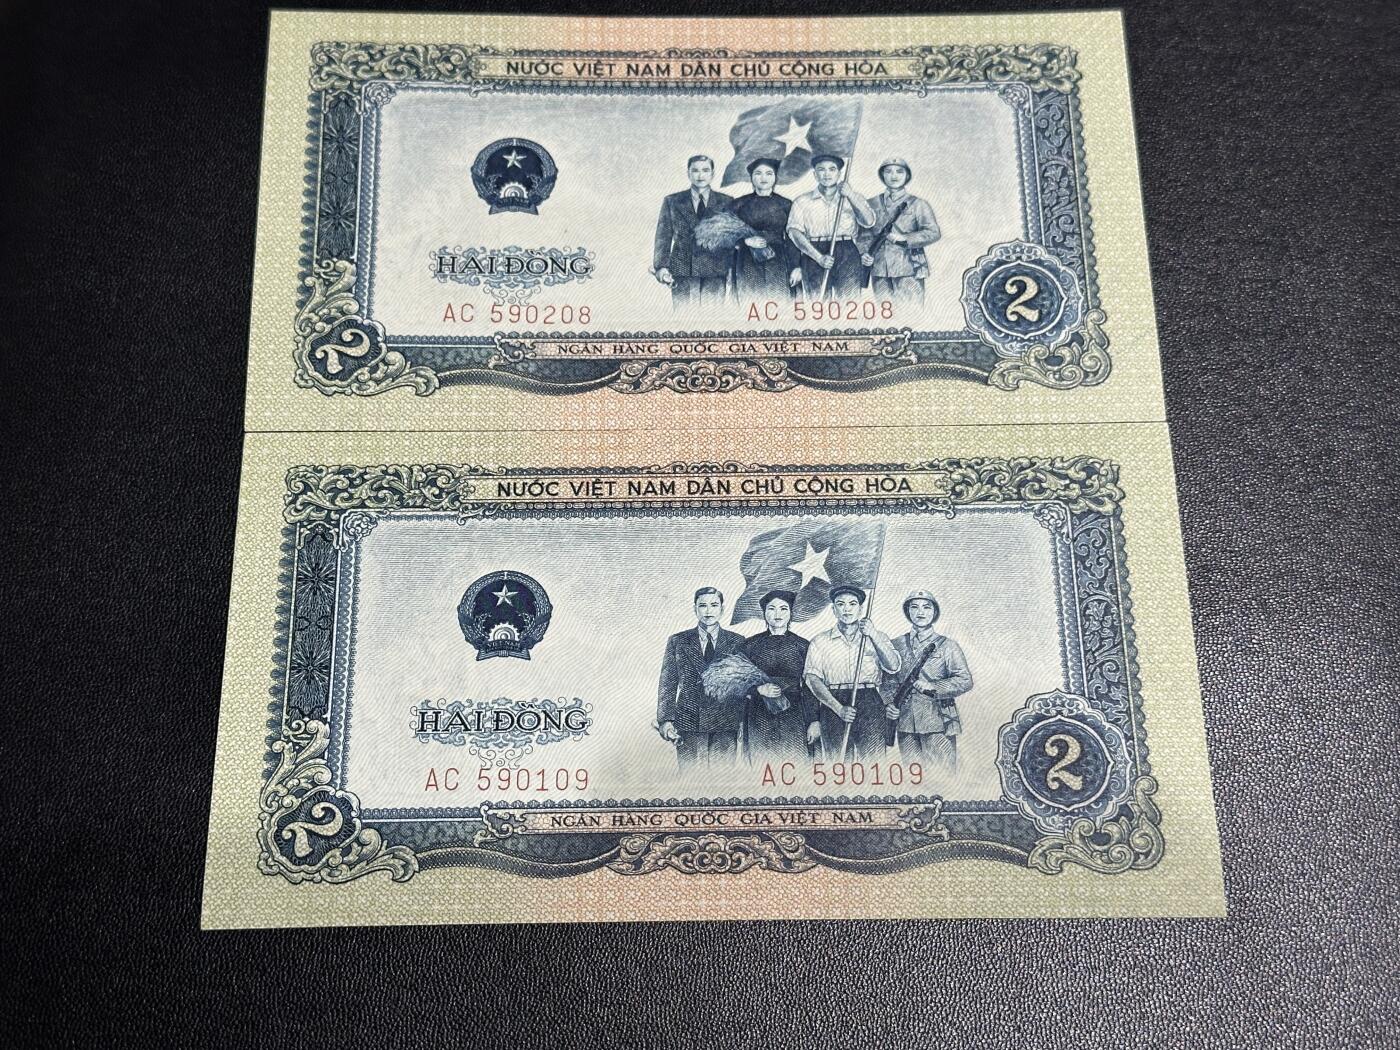 NƯỚC VIỆT NAM DÂN CHỦ CỘNG HÒA
HAI ĐỒNG
AC 590208 AC 590208
2
2
NGÂN HÀNG QUỐC GIA VIỆT NAM
NƯỚC VIỆT NAM DÂN CHỦ CỘNG HÒA
VIỆT NAM
HAI ĐỒNG
AC 590109 AC 590109
2
2
NGÂN HÀNG QUỐC GIA VIỆT NAM